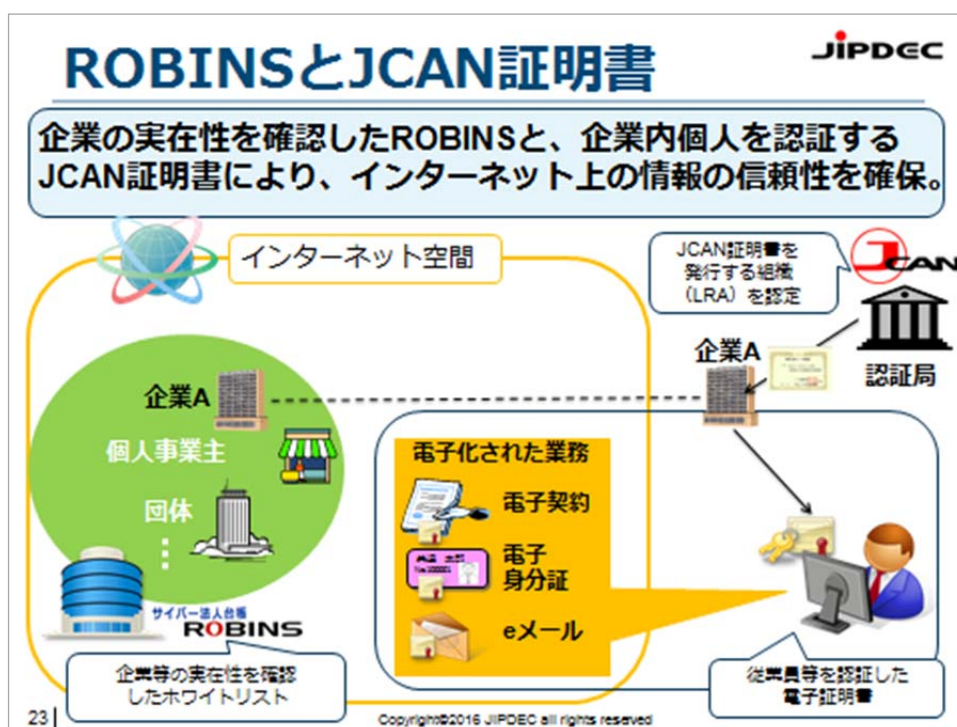 ROBINSとJCAN証明書
JIPDEC
企業の実在性を確認したROBINSと、企業内個人を認証する
JCAN証明書により、インターネット上の情報の信頼性を確保。
インターネット空間
JCAN証明書を
発行する組織
（LRA）を認定
JCAN
認証局
企業A
企業A
個人事業主
団体
サイバー法人台帳
ROBINS
企業等の実在性を確認
したホワイトリスト
電子化された業務
電子契約
電子
身分証
eメール
従業員等を認証した
電子証明書
23
Copyright©2016 JIPDEC all rights reserved